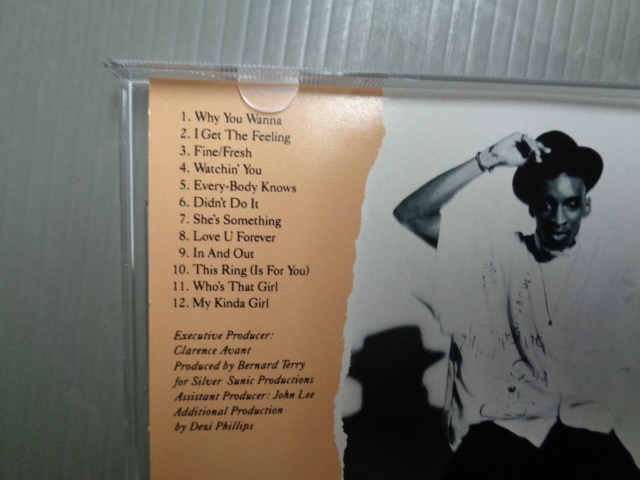 1. Why You Wanna
2. I Get The Feeling
3. Fine/Fresh
4. Watchin' You
5. Every-Body Knows
6. Didn't Do It
7. She's Something
8. Love U Forever
9. In And Out
10. This Ring (Is For You)
11. Who's That Girl
12. My Kinda Girl
Executive Producer:
Clarence Avant
Produced by Bernard Terry
for Silver Sunic Productions
Assistant Producer: John Lee
Additional Production
by Dezi Phillips